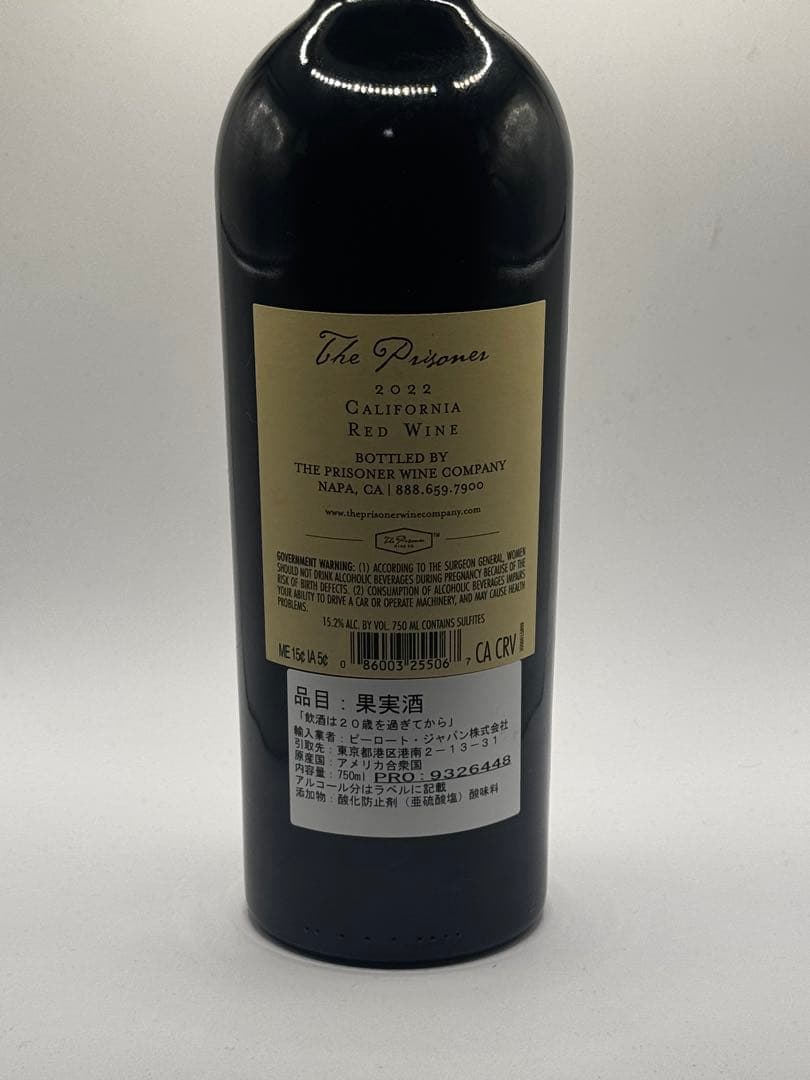 The Prisoner
2022
CALIFORNIA
RED WINE
BOTTLED BY
THE PRISONER WINE COMPANY
NAPA, CA | 888.659.7900
www.theprisonerwinecompany.com
The Prisoner
WINE CO.
GOVERNMENT WARNING: (1) ACCORDING TO THE SURGEON GENERAL, WOMEN
SHOULD NOT DRINK ALCOHOLIC BEVERAGES DURING PREGNANCY BECAUSE OF THE
RISK OF BIRTH DEFECTS. (2) CONSUMPTION OF ALCOHOLIC BEVERAGES IMPAIRS
YOUR ABILITY TO DRIVE A CAR OR OPERATE MACHINERY, AND MAY CAUSE HEALTH
PROBLEMS.
15.2% ALC. BY VOL. 750 ML CONTAINS SULFITES
ME 15¢ IA 5¢
0 86003 25506 7
CA CRV
品目：果実酒
「飲酒は20歳を過ぎてから」
輸入業者：ピーロート・ジャパン株式会社
引取先：東京都港区港南2－13－31
原産国：アメリカ合衆国
内容量：750ml PRO：9326448
アルコール分はラベルに記載
添加物：酸化防止剤（亜硫酸塩）酸味料